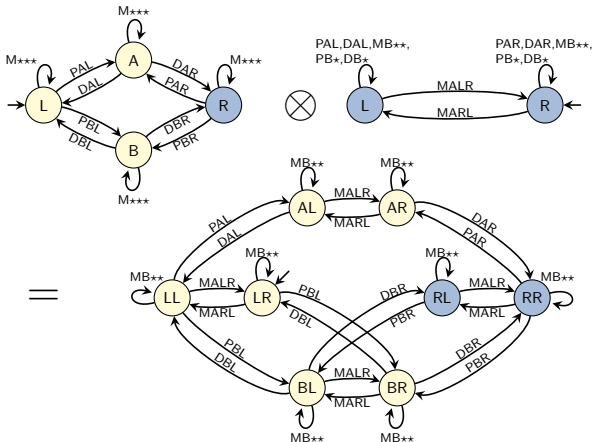 M⋆⋆⋆
A
PAL
DAL
DAR
PAR
M⋆⋆⋆
M⋆⋆⋆
L
R
PBL
DBL
DBR
PBR
B
M⋆⋆⋆
⊗
PAL,DAL,MB⋆⋆,
PB⋆,DB⋆
PAR,DAR,MB⋆⋆,
PB⋆,DB⋆
L
MALR
MARL
R
=
MB⋆⋆
MB⋆⋆
AL
MALR
MARL
AR
PAL
DAL
DAR
PAR
MB⋆⋆
MB⋆⋆
MB⋆⋆
MB⋆⋆
LL
MALR
MARL
LR
PBL
DBL
DBR
PBR
RL
MALR
MARL
RR
PBL
DBL
DBR
PBR
BL
MALR
MARL
BR
MB⋆⋆
MB⋆⋆